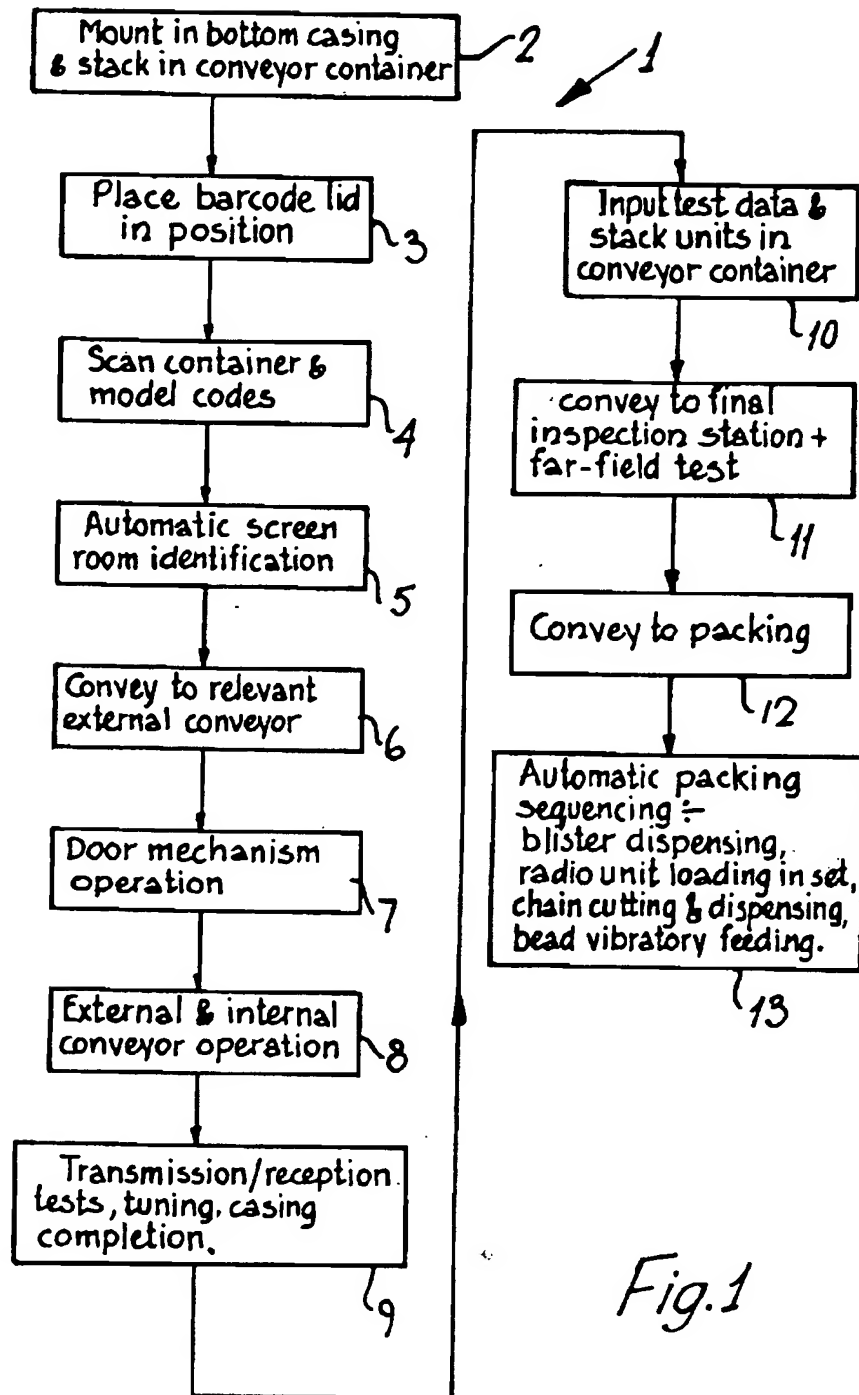 Mount in bottom casing
& stack in conveyor container
2
1
Place barcode lid
in position
3
Scan container &
model codes
4
Automatic screen
room identification
5
Convey to relevant
external conveyor
6
Door mechanism
operation
7
External & internal
conveyor operation
8
Transmission/reception
tests, tuning, casing
completion.
9
Input test data &
stack units in
conveyor container
10
convey to final
inspection station +
far-field test
11
Convey to packing
12
Automatic packing
sequencing :-
blister dispensing,
radio unit loading in set,
chain cutting & dispensing,
bead vibratory feeding.
13
Fig.1